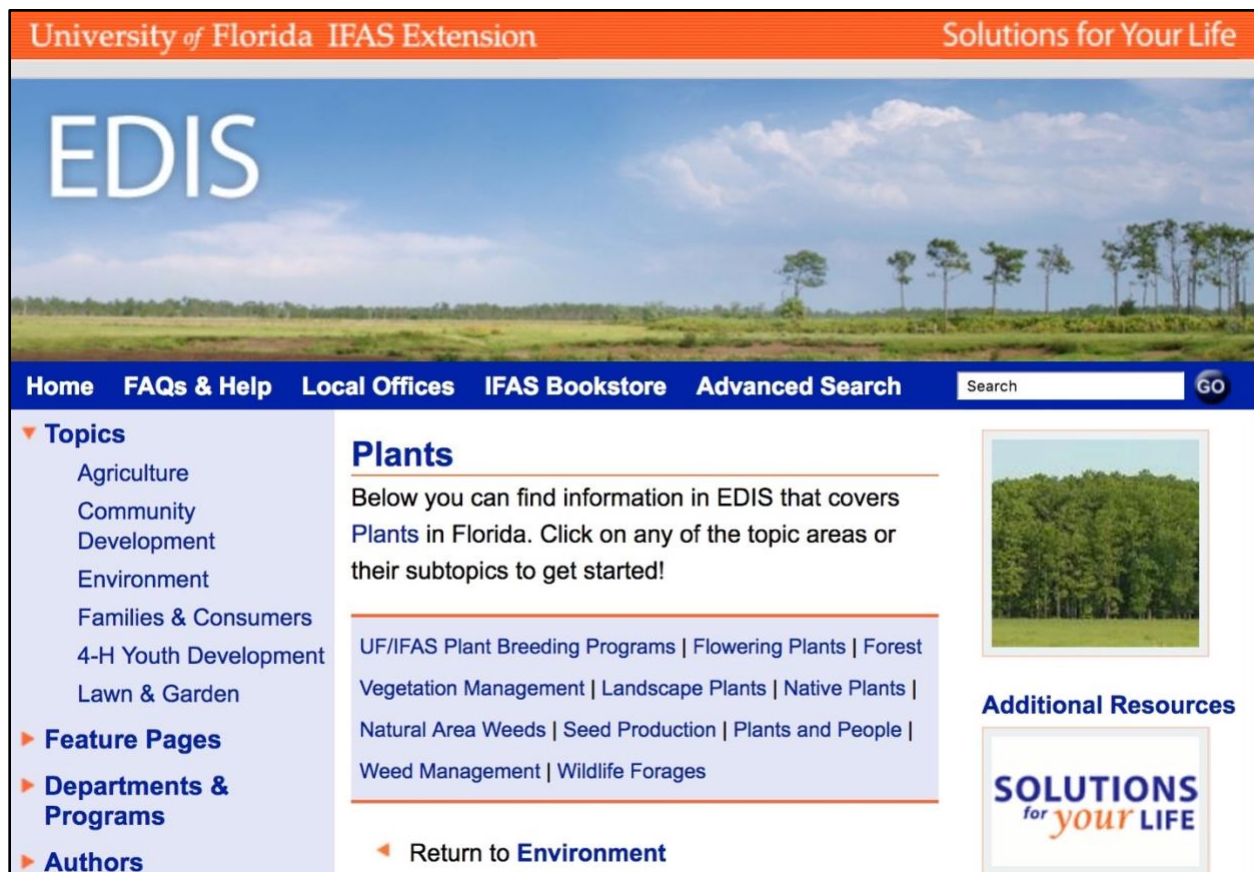 University of Florida IFAS Extension
Solutions for Your Life
EDIS
Home FAQs & Help Local Offices IFAS Bookstore Advanced Search Search GO
Topics
Agriculture
Community
Development
Environment
Families & Consumers
4-H Youth Development
Lawn & Garden
Feature Pages
Departments &
Programs
Authors
Plants
Below you can find information in EDIS that covers
Plants in Florida. Click on any of the topic areas or
their subtopics to get started!
UF/IFAS Plant Breeding Programs | Flowering Plants | Forest
Vegetation Management | Landscape Plants | Native Plants |
Natural Area Weeds | Seed Production | Plants and People |
Weed Management | Wildlife Forages
Return to Environment
Additional Resources
SOLUTIONS
for your LIFE